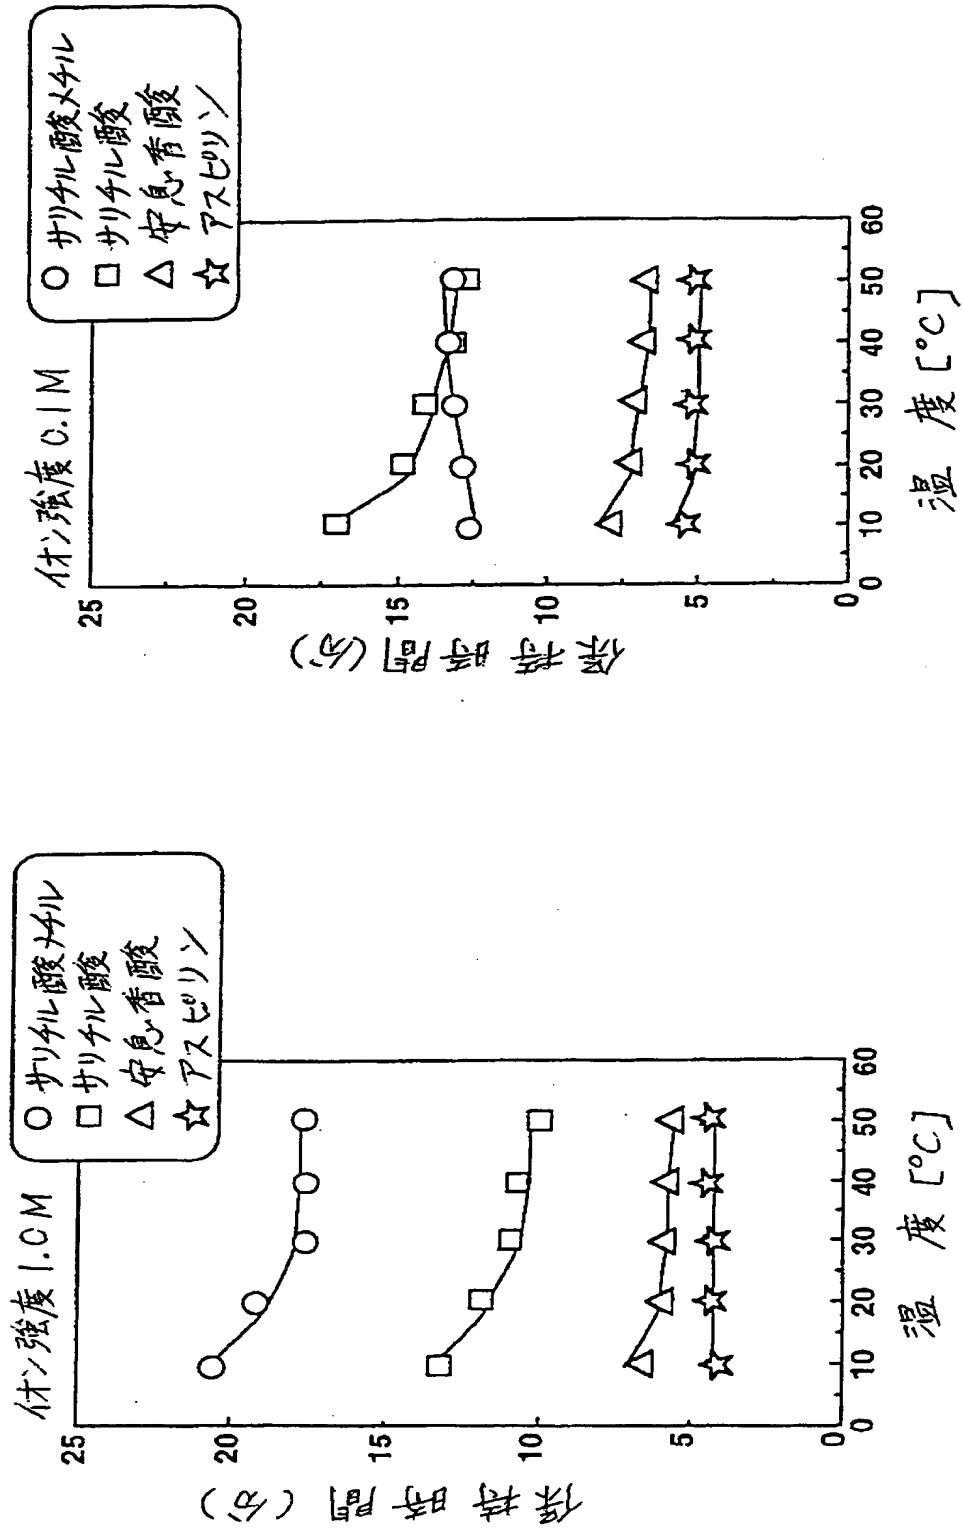 イオン強度 1.0M
○ サリチル酸メチル
□ サリチル酸
△ 安息香酸
☆ アスピリン
保持時間(分)
25
20
15
10
5
0
0 10 20 30 40 50 60
温度 [°C]
イオン強度 0.1M
○ サリチル酸メチル
□ サリチル酸
△ 安息香酸
☆ アスピリン
保持時間(分)
25
20
15
10
5
0
0 10 20 30 40 50 60
温度 [°C]